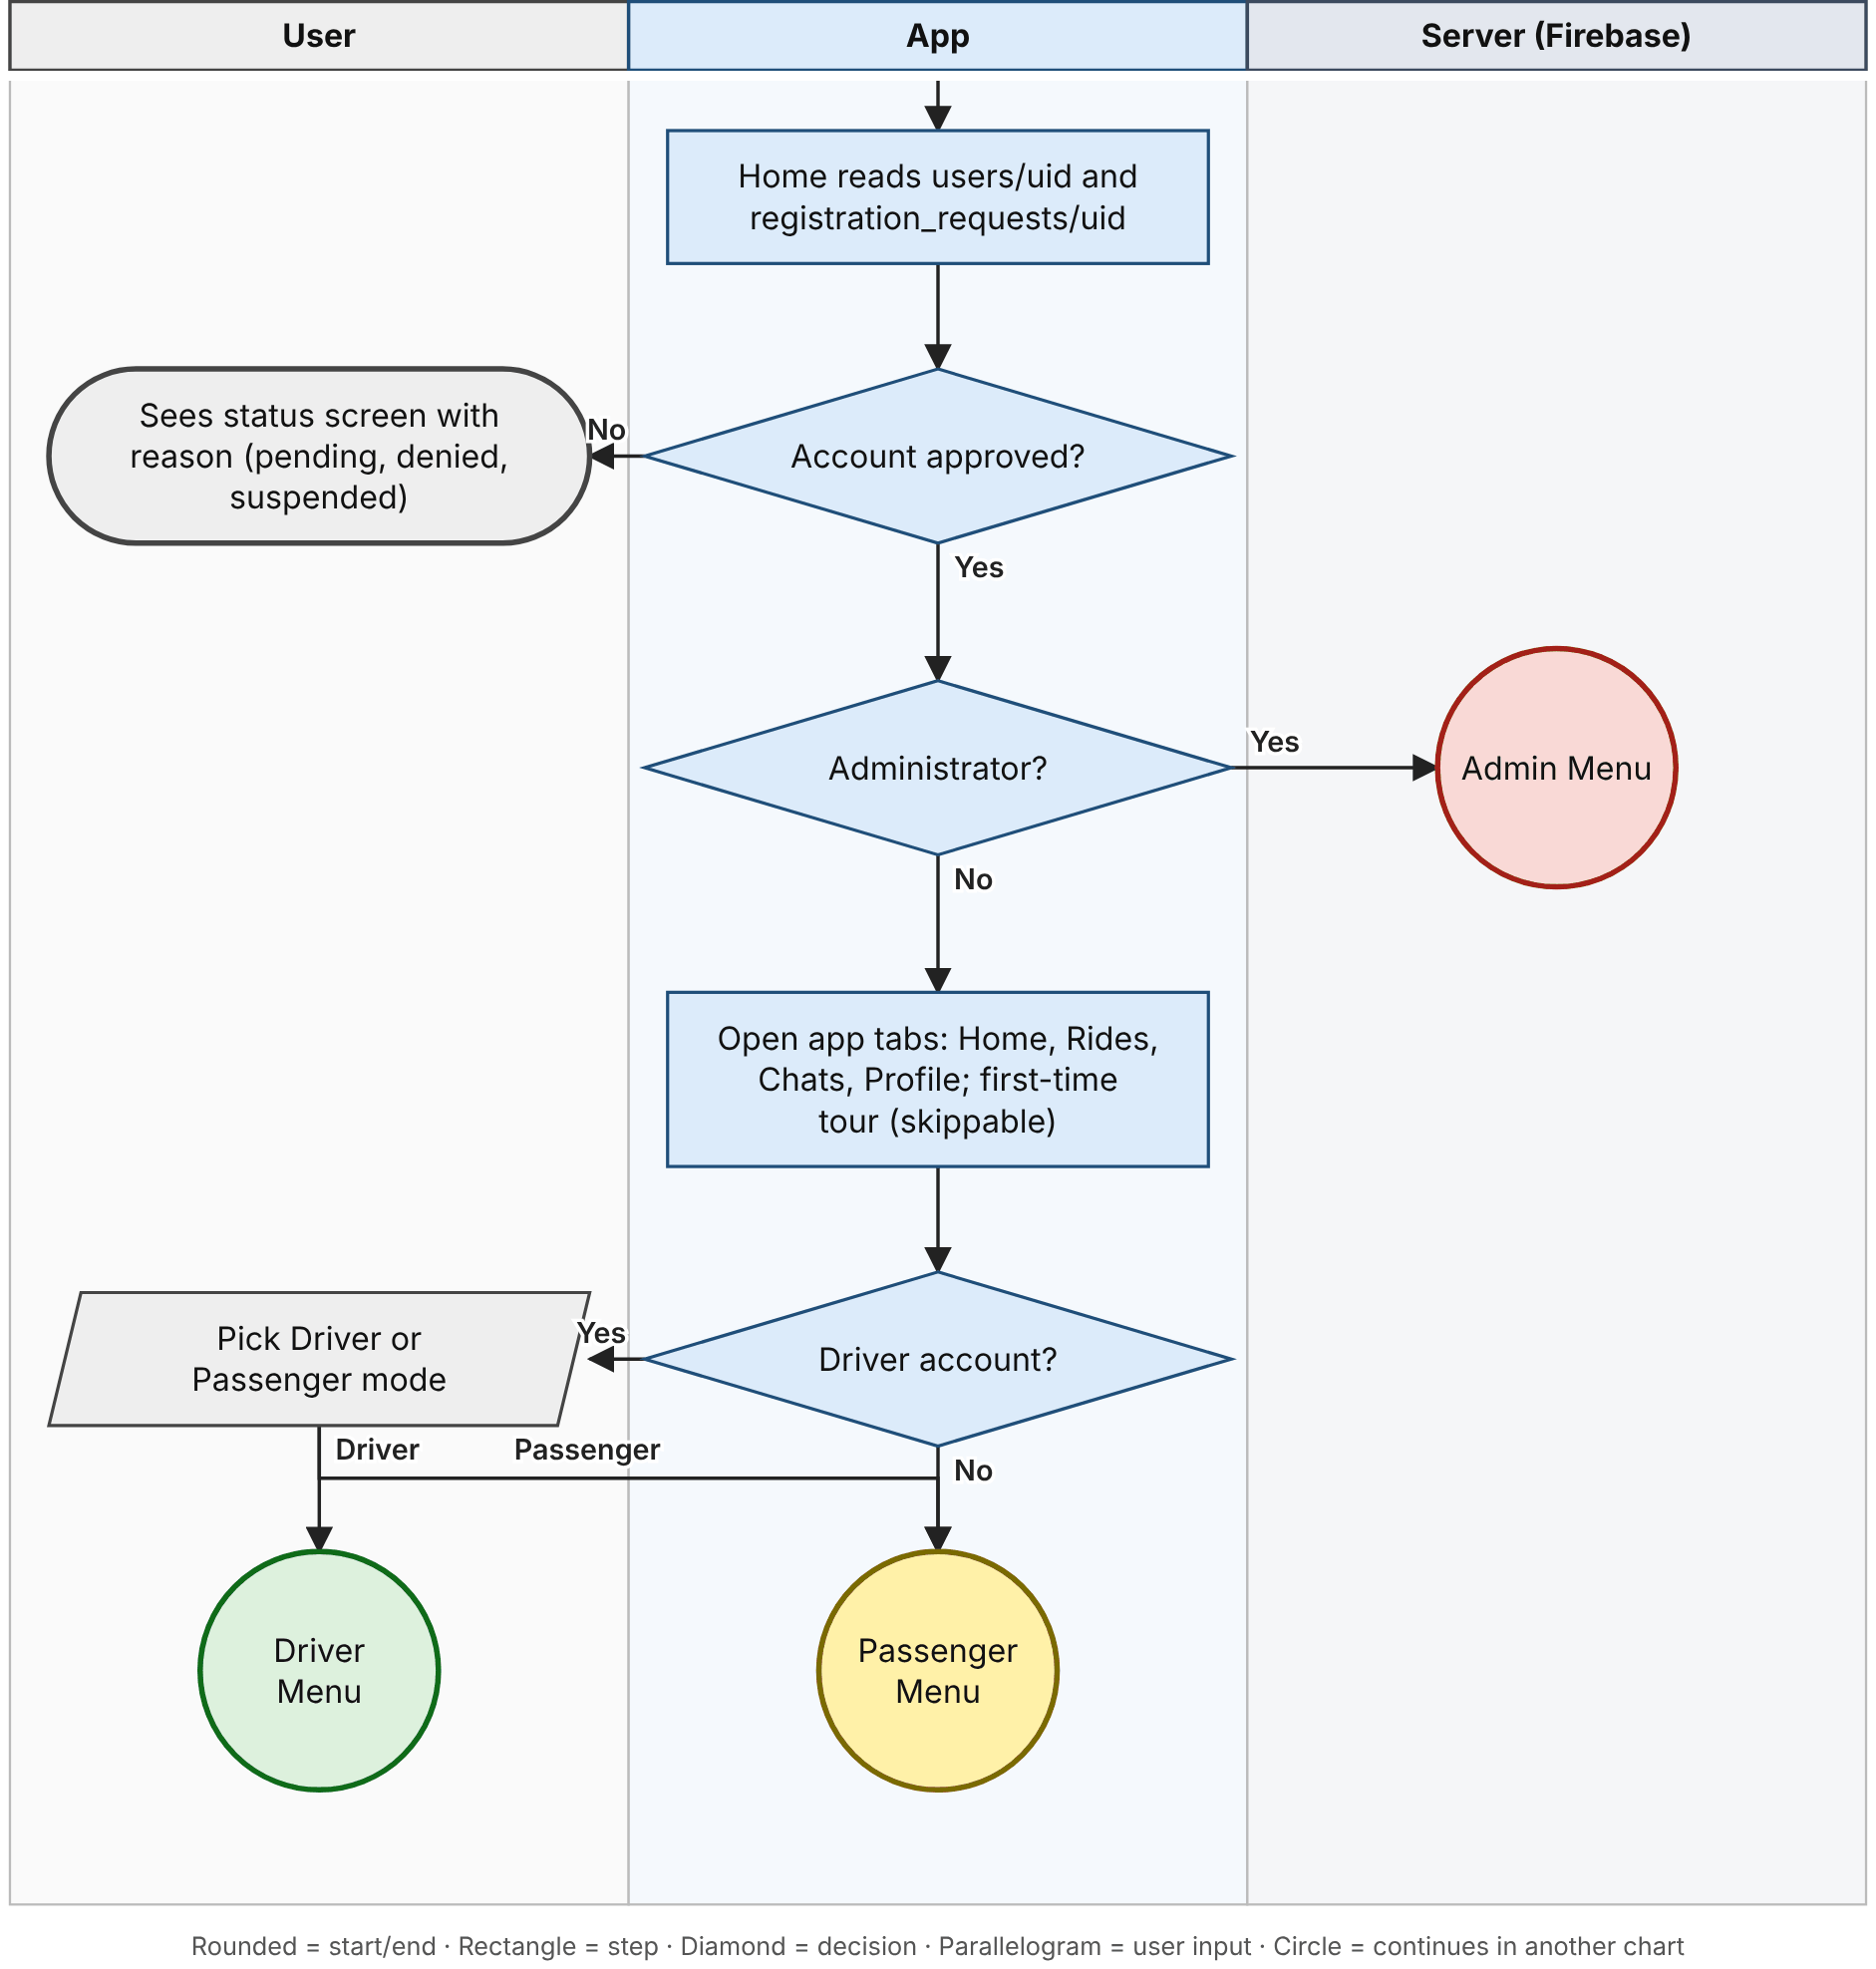 User
App
Server (Firebase)
Home reads users/uid and
registration_requests/uid
Sees status screen with
reason (pending, denied,
suspended)
No
Account approved?
Yes
Administrator?
Yes
Admin Menu
No
Open app tabs: Home, Rides,
Chats, Profile; first-time
tour (skippable)
Pick Driver or
Passenger mode
Yes
Driver account?
Driver
Passenger
No
Driver
Menu
Passenger
Menu
Rounded = start/end · Rectangle = step · Diamond = decision · Parallelogram = user input · Circle = continues in another chart